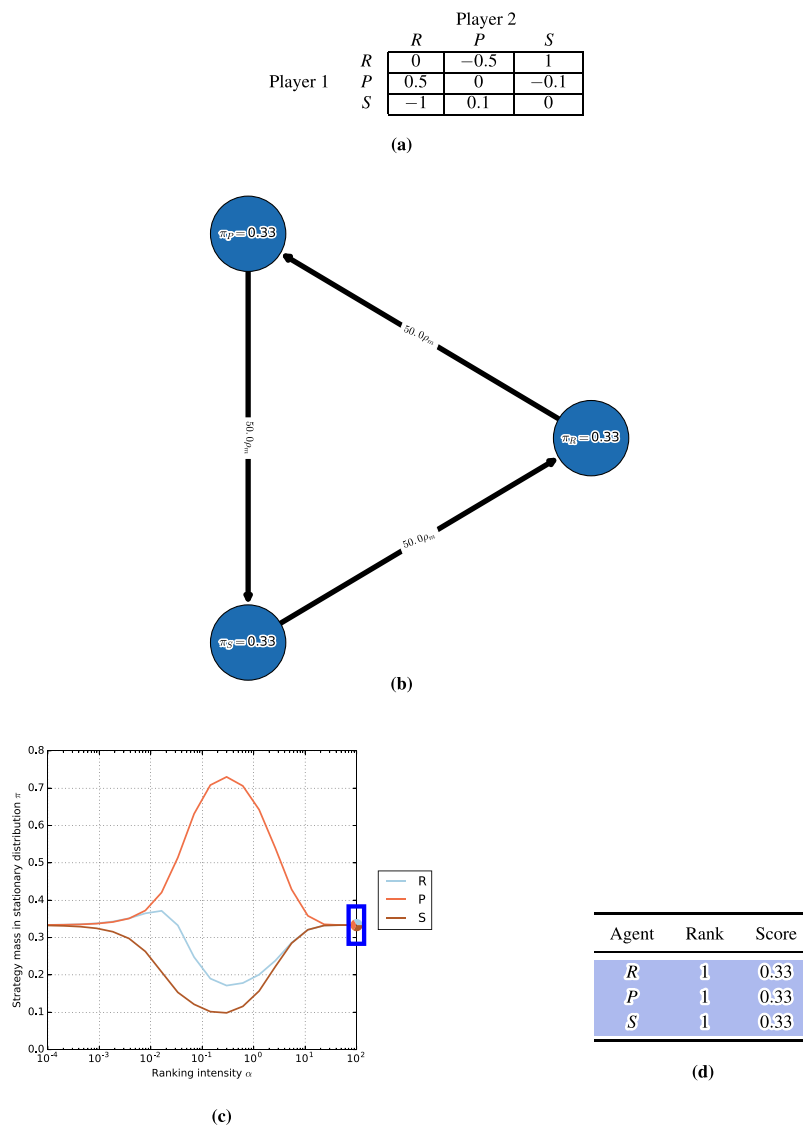 Player 2
R P S
R 0 −0.5 1
Player 1 P 0.5 0 −0.1
S −1 0.1 0
(a)
π_P = 0.33
50.0ρ_m
50.0ρ_m
π_R = 0.33
50.0ρ_m
π_S = 0.33
(b)
0.8
0.7
0.6
0.5
0.4
0.3
0.2
0.1
0.0
Strategy mass in stationary distribution π
10^-4 10^-3 10^-2 10^-1 10^0 10^1 10^2
Ranking intensity α
R
P
S
(c)
Agent Rank Score
R 1 0.33
P 1 0.33
S 1 0.33
(d)